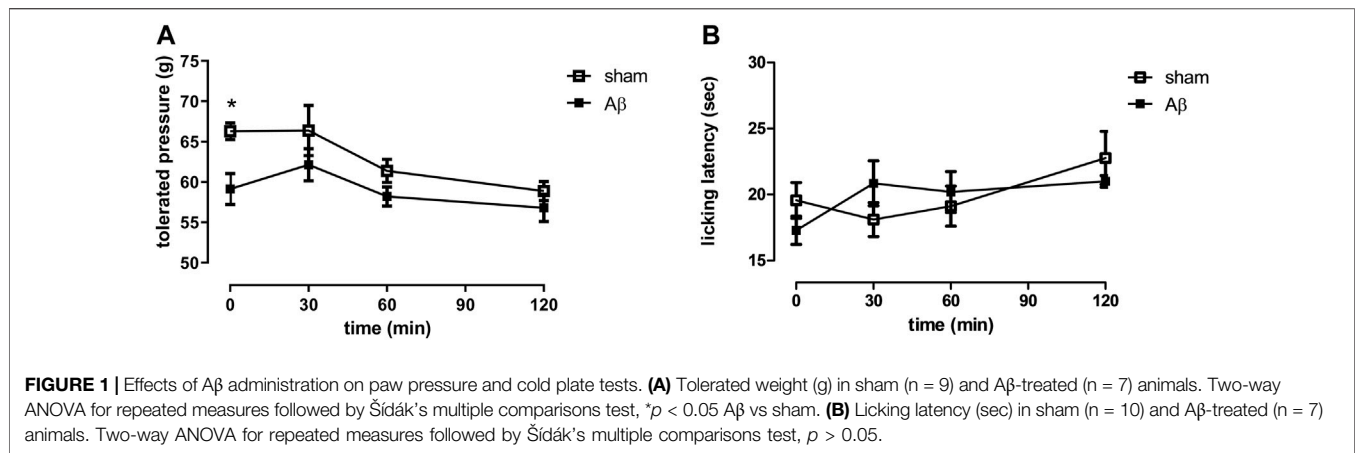 A
tolerated pressure (g)
75
70
65
60
55
50
*
sham
Aβ
0 30 60 90 120
time (min)
B
licking latency (sec)
30
25
20
15
sham
Aβ
0 30 60 90 120
time (min)
FIGURE 1 | Effects of Aβ administration on paw pressure and cold plate tests. (A) Tolerated weight (g) in sham (n = 9) and Aβ-treated (n = 7) animals. Two-way
ANOVA for repeated measures followed by Šídák's multiple comparisons test, *p < 0.05 Aβ vs sham. (B) Licking latency (sec) in sham (n = 10) and Aβ-treated (n = 7)
animals. Two-way ANOVA for repeated measures followed by Šídák's multiple comparisons test, p > 0.05.